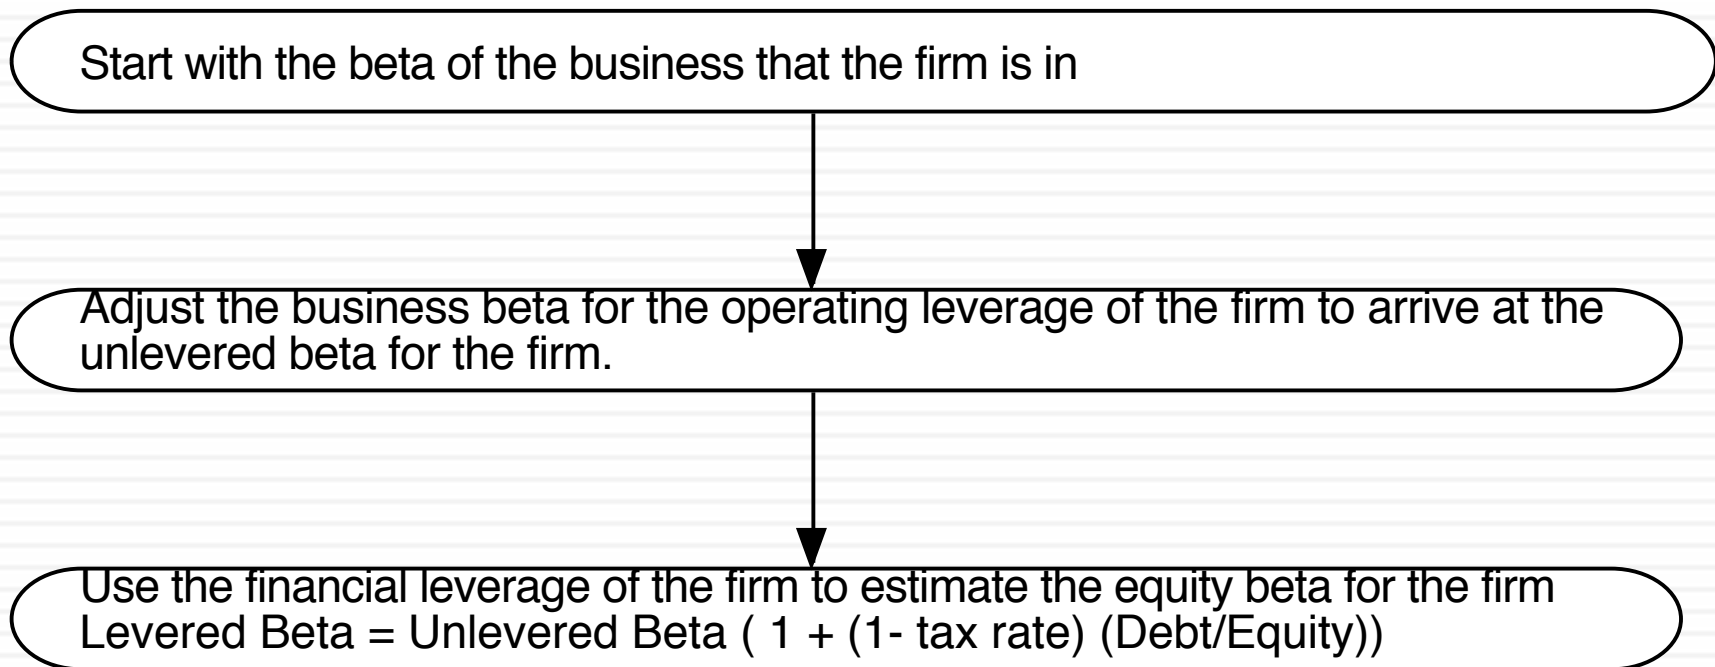 Start with the beta of the business that the firm is in
Adjust the business beta for the operating leverage of the firm to arrive at the
unlevered beta for the firm.
Use the financial leverage of the firm to estimate the equity beta for the firm
Levered Beta = Unlevered Beta ( 1 + (1- tax rate) (Debt/Equity))